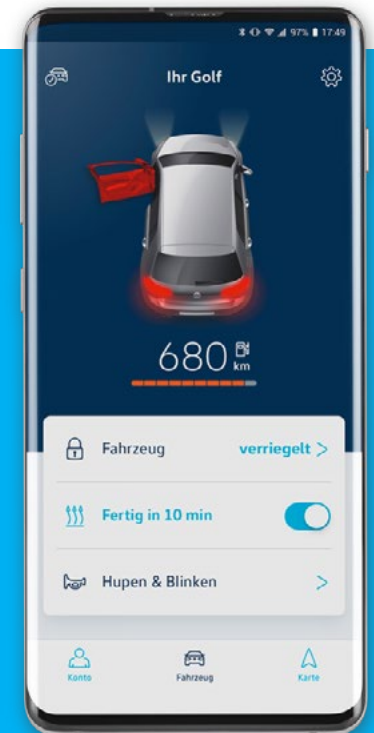 97% 17:49
Ihr Golf
680 km
Fahrzeug verriegelt >
Fertig in 10 min
Hupen & Blinken >
Konto Fahrzeug Karte